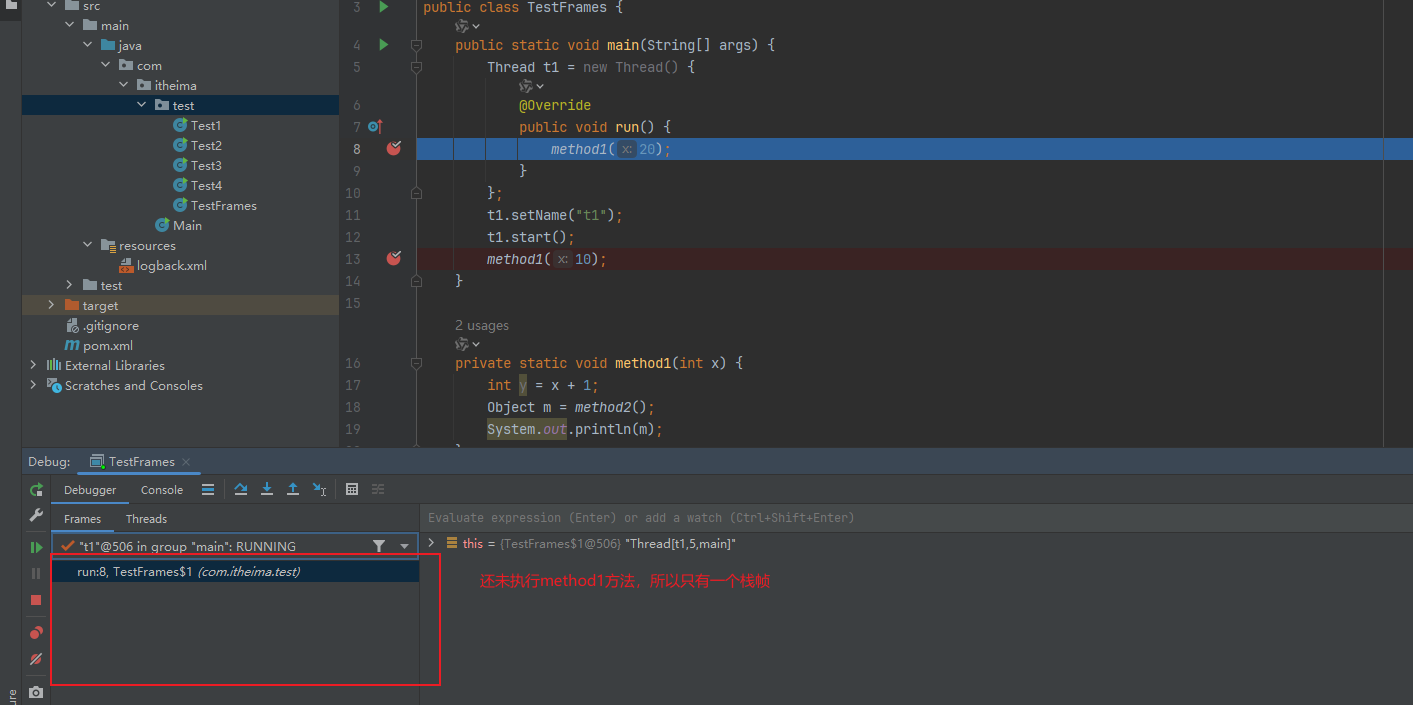 src
main
java
com
itheima
test
Test1
Test2
Test3
Test4
TestFrames
Main
resources
logback.xml
test
target
.gitignore
pom.xml
External Libraries
Scratches and Consoles
3 public class TestFrames {
4 public static void main(String[] args) {
5 Thread t1 = new Thread() {
6 @Override
7 public void run() {
8 method1( x: 20);
9 }
10 };
11 t1.setName("t1");
12 t1.start();
13 method1( x: 10);
14 }
15
2 usages
16 private static void method1(int x) {
17 int y = x + 1;
18 Object m = method2();
19 System.out.println(m);
Debug: TestFrames
Debugger Console
Frames Threads
Evaluate expression (Enter) or add a watch (Ctrl+Shift+Enter)
"t1"@506 in group "main": RUNNING
this = {TestFrames$1@506} "Thread[t1,5,main]"
run:8, TestFrames$1 (com.itheima.test)
还未执行method1方法，所以只有一个栈帧